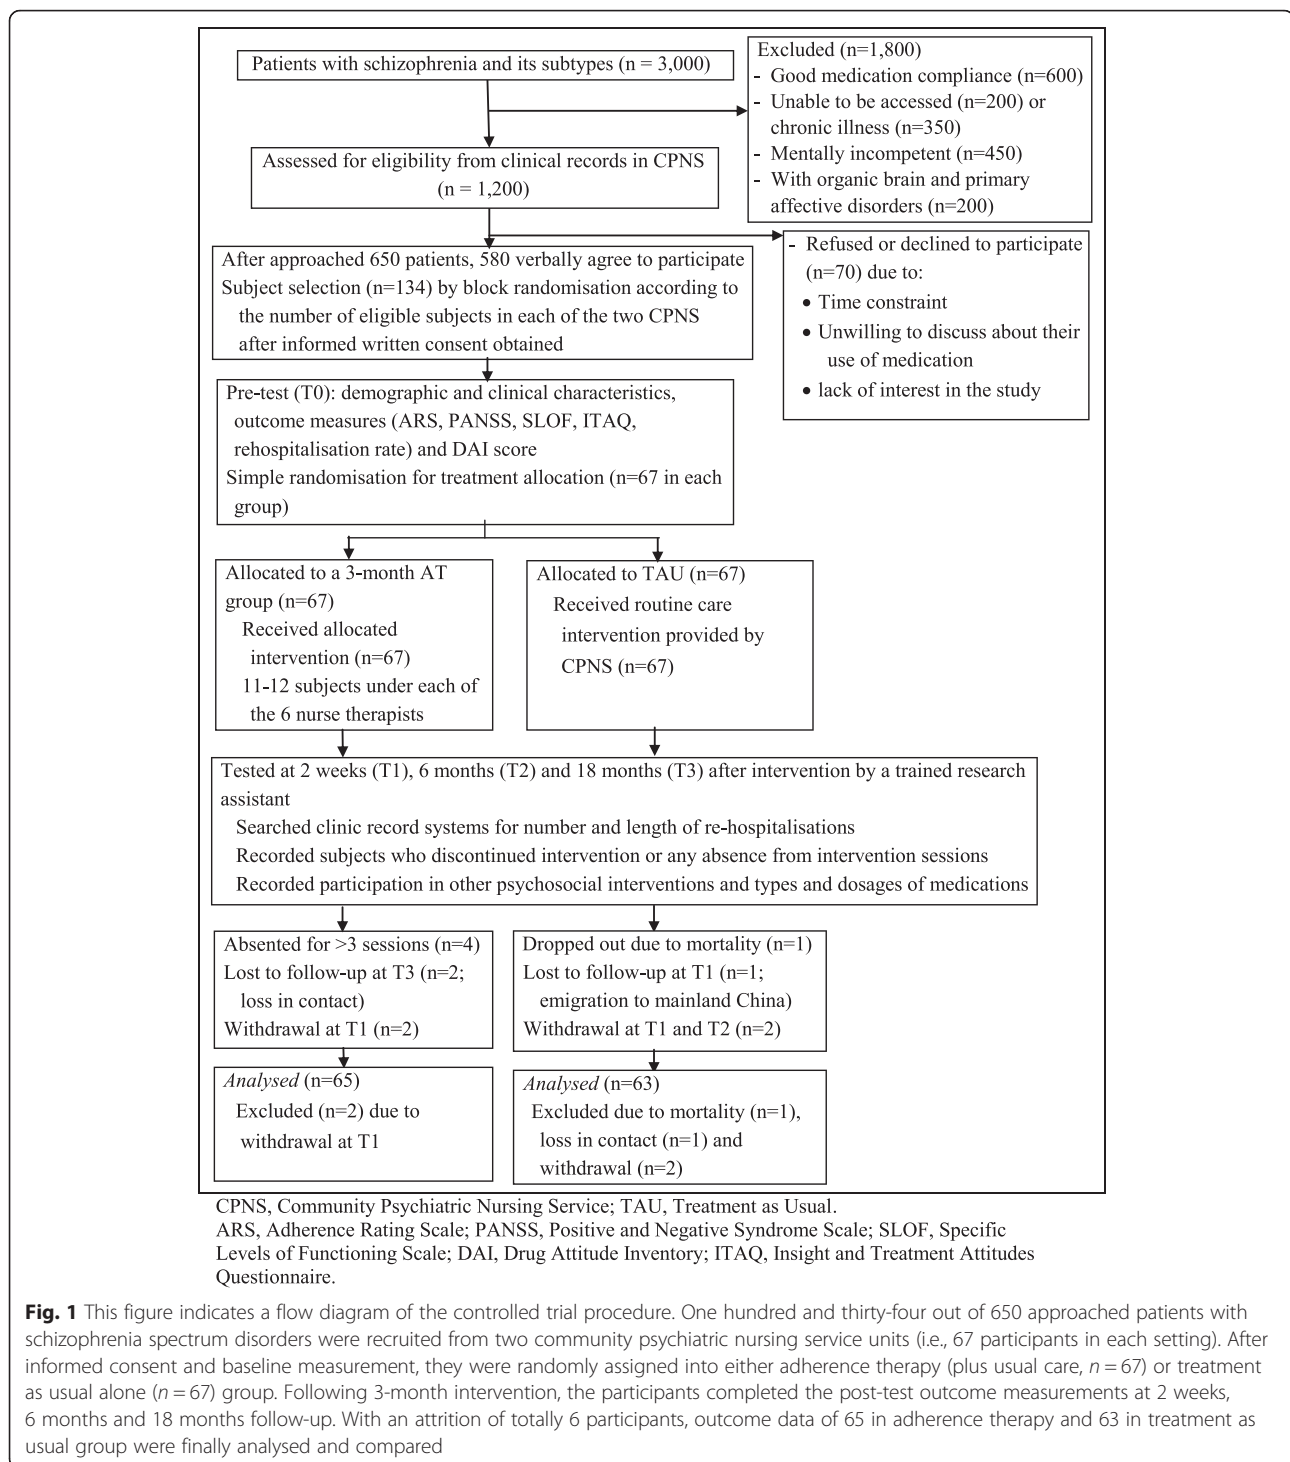 Patients with schizophrenia and its subtypes (n = 3,000)
Excluded (n=1,800)
- Good medication compliance (n=600)
- Unable to be accessed (n=200) or
chronic illness (n=350)
- Mentally incompetent (n=450)
- With organic brain and primary
affective disorders (n=200)
Assessed for eligibility from clinical records in CPNS
(n = 1,200)
- Refused or declined to participate
(n=70) due to:
• Time constraint
• Unwilling to discuss about their
use of medication
• lack of interest in the study
After approached 650 patients, 580 verbally agree to participate
Subject selection (n=134) by block randomisation according to
the number of eligible subjects in each of the two CPNS
after informed written consent obtained
Pre-test (T0): demographic and clinical characteristics,
outcome measures (ARS, PANSS, SLOF, ITAQ,
rehospitalisation rate) and DAI score
Simple randomisation for treatment allocation (n=67 in each
group)
Allocated to a 3-month AT
group (n=67)
Received allocated
intervention (n=67)
11-12 subjects under each of
the 6 nurse therapists
Allocated to TAU (n=67)
Received routine care
intervention provided by
CPNS (n=67)
Tested at 2 weeks (T1), 6 months (T2) and 18 months (T3) after intervention by a trained research
assistant
Searched clinic record systems for number and length of re-hospitalisations
Recorded subjects who discontinued intervention or any absence from intervention sessions
Recorded participation in other psychosocial interventions and types and dosages of medications
Absented for >3 sessions (n=4)
Lost to follow-up at T3 (n=2;
loss in contact)
Withdrawal at T1 (n=2)
Dropped out due to mortality (n=1)
Lost to follow-up at T1 (n=1;
emigration to mainland China)
Withdrawal at T1 and T2 (n=2)
Analysed (n=65)
Excluded (n=2) due to
withdrawal at T1
Analysed (n=63)
Excluded due to mortality (n=1),
loss in contact (n=1) and
withdrawal (n=2)
CPNS, Community Psychiatric Nursing Service; TAU, Treatment as Usual.
ARS, Adherence Rating Scale; PANSS, Positive and Negative Syndrome Scale; SLOF, Specific
Levels of Functioning Scale; DAI, Drug Attitude Inventory; ITAQ, Insight and Treatment Attitudes
Questionnaire.
Fig. 1 This figure indicates a flow diagram of the controlled trial procedure. One hundred and thirty-four out of 650 approached patients with
schizophrenia spectrum disorders were recruited from two community psychiatric nursing service units (i.e., 67 participants in each setting). After
informed consent and baseline measurement, they were randomly assigned into either adherence therapy (plus usual care, n = 67) or treatment
as usual alone (n = 67) group. Following 3-month intervention, the participants completed the post-test outcome measurements at 2 weeks,
6 months and 18 months follow-up. With an attrition of totally 6 participants, outcome data of 65 in adherence therapy and 63 in treatment as
usual group were finally analysed and compared